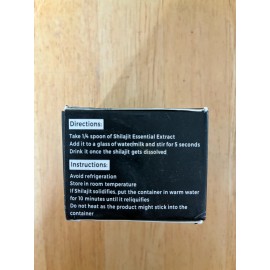 Directions:
Take 1/4 spoon of Shilajit Essential Extract
Add it to a glass of water/milk and stir for 5 seconds
Drink it once the shilajit gets dissolved
Instructions:
Avoid refrigeration
Store in room temperature
If Shilajit solidifies, put the container in warm water
for 10 minutes until it reliquifies
Do not heat as the product might stick into the
container